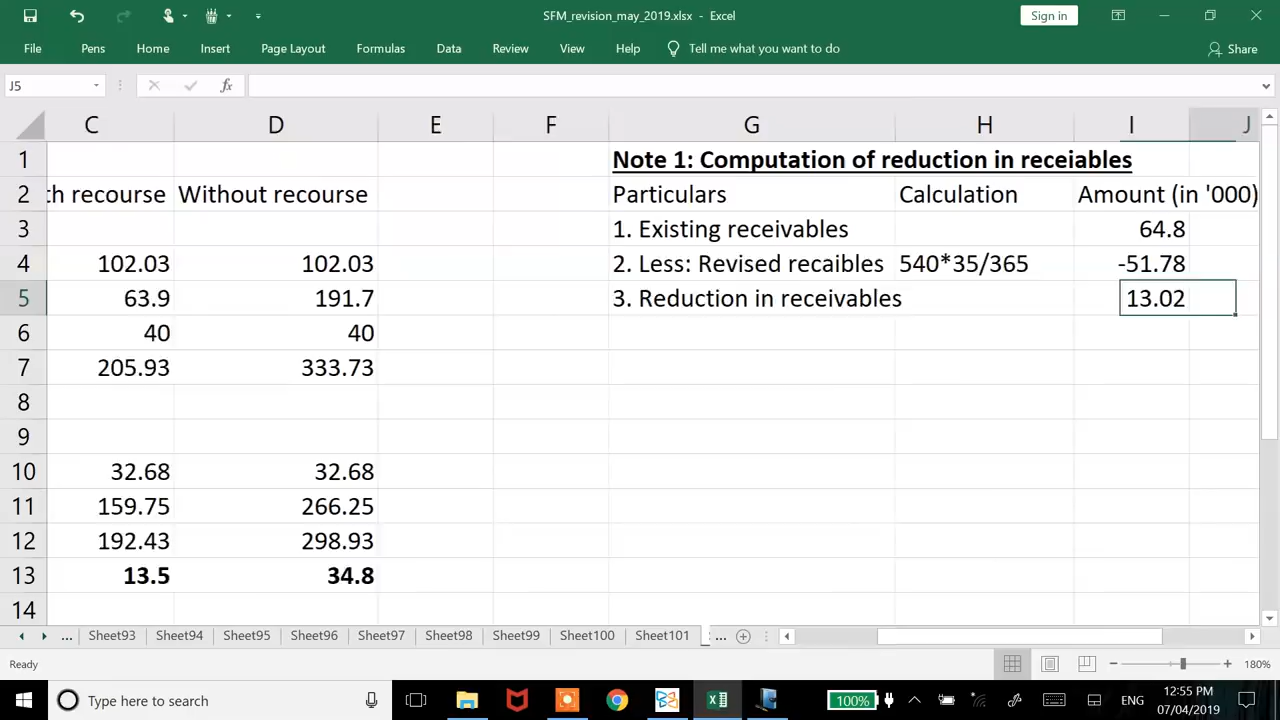 SFM_revision_may_2019.xlsx - Excel
Sign in
File Pens Home Insert Page Layout Formulas Data Review View Help Tell me what you want to do Share
J5 fx
C D E F G H I J
1 Note 1: Computation of reduction in receiables
2 th recourse Without recourse Particulars Calculation Amount (in '000)
3 1. Existing receivables 64.8
4 102.03 102.03 2. Less: Revised recaibles 540*35/365 -51.78
5 63.9 191.7 3. Reduction in receivables 13.02
6 40 40
7 205.93 333.73
8
9
10 32.68 32.68
11 159.75 266.25
12 192.43 298.93
13 13.5 34.8
14
... Sheet93 Sheet94 Sheet95 Sheet96 Sheet97 Sheet98 Sheet99 Sheet100 Sheet101 ...
Ready 180%
Type here to search 100% ENG 12:55 PM
07/04/2019